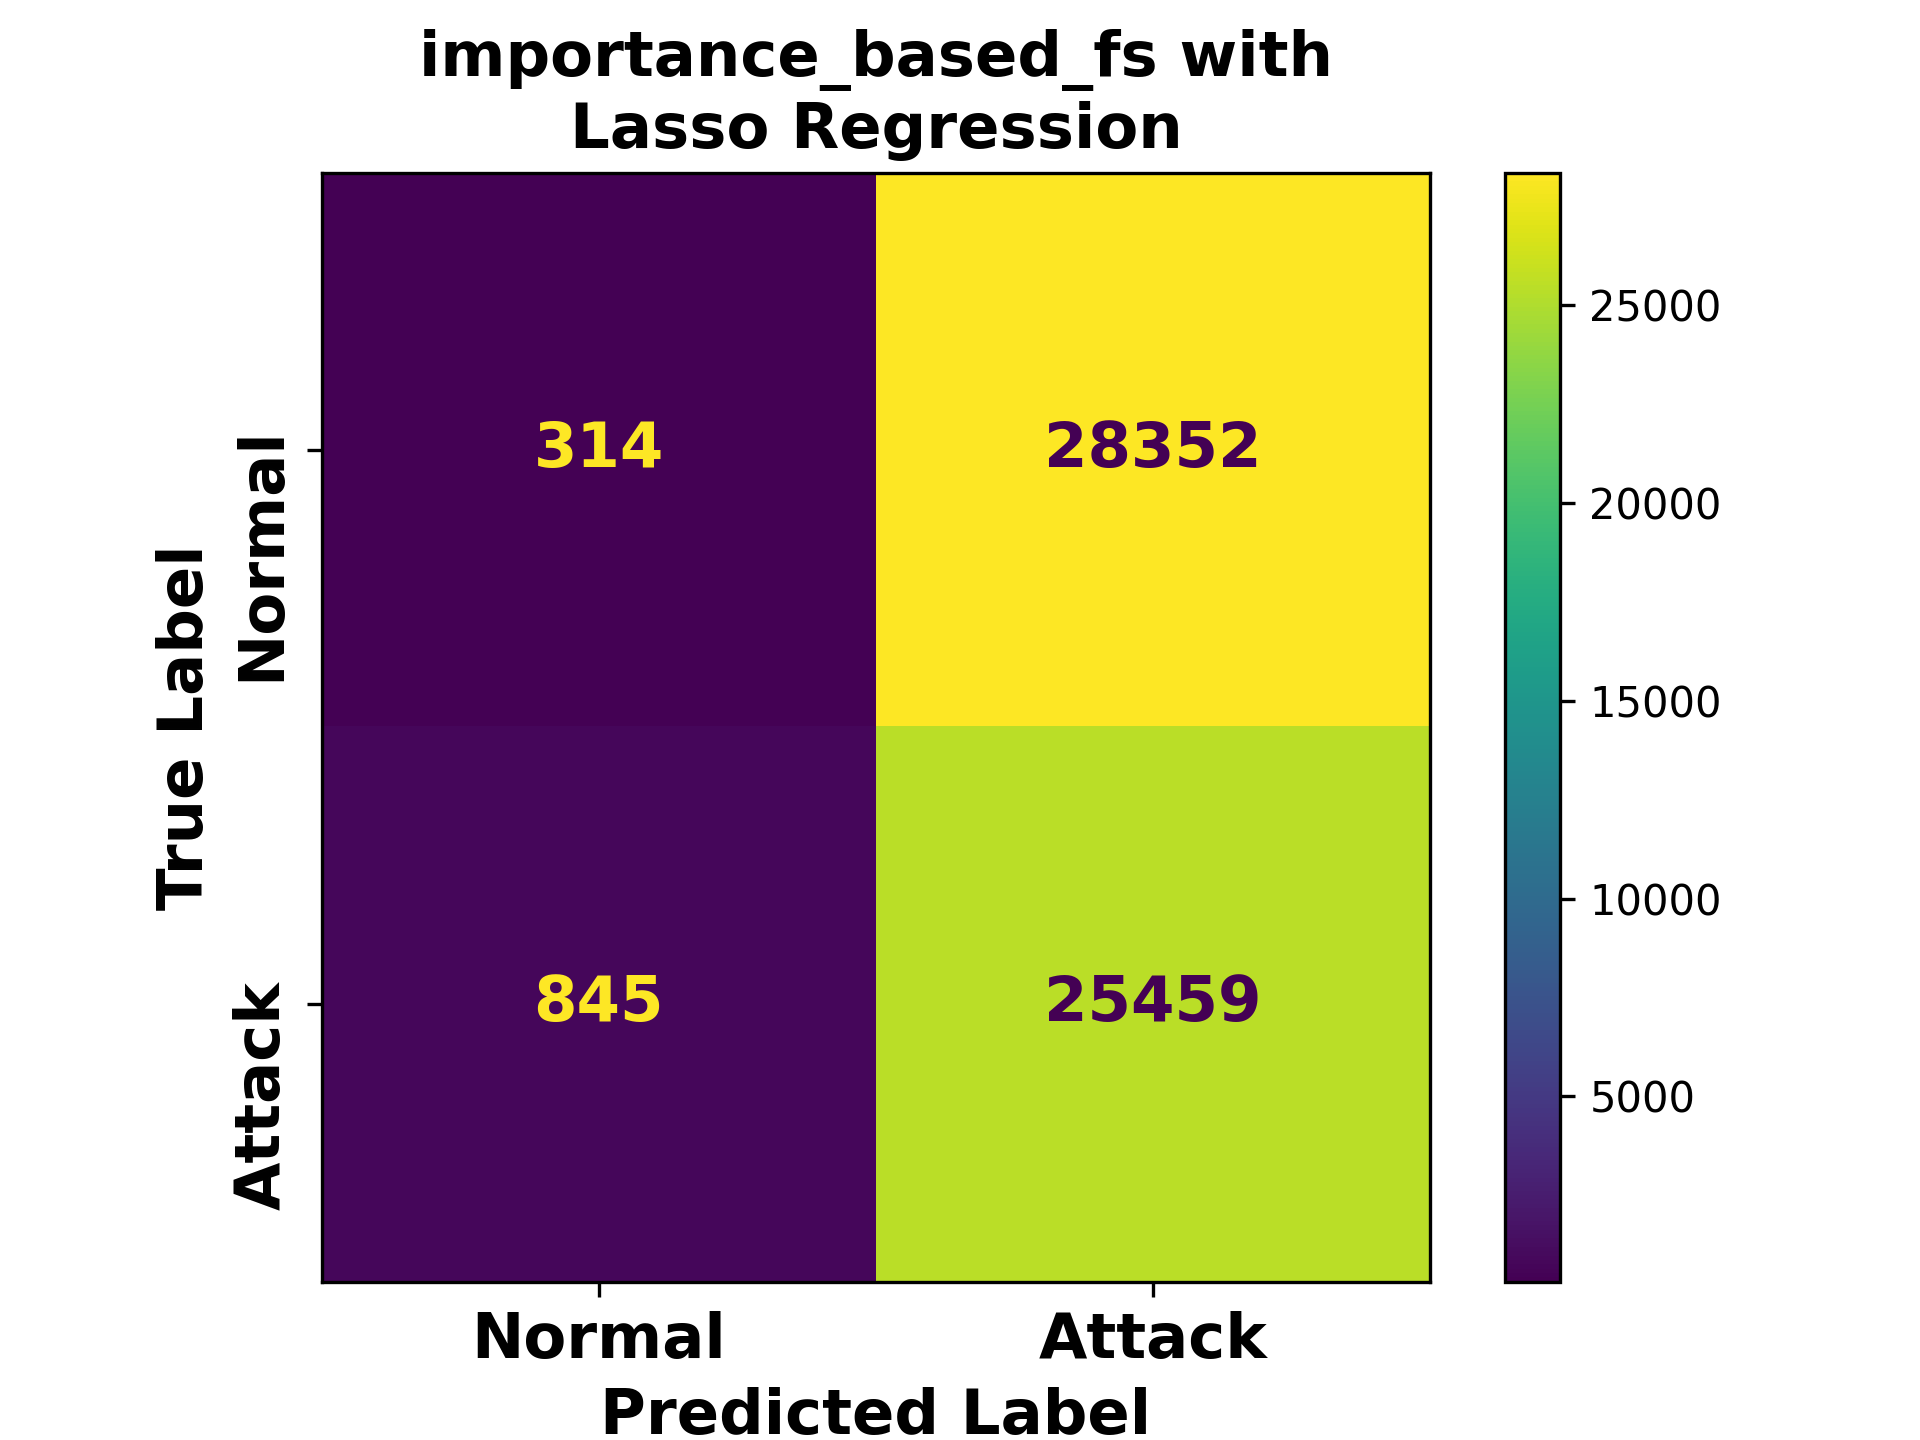 importance_based_fs with
Lasso Regression
True Label
Normal
Attack
314
28352
845
25459
Normal
Attack
Predicted Label
25000
20000
15000
10000
5000